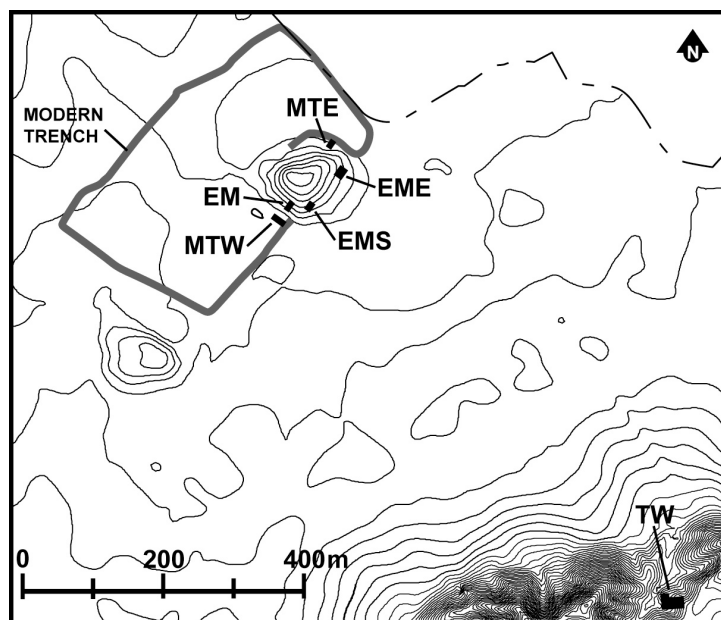 N
MODERN
TRENCH
MTE
EME
EM
EMS
MTW
TW
0 200 400m